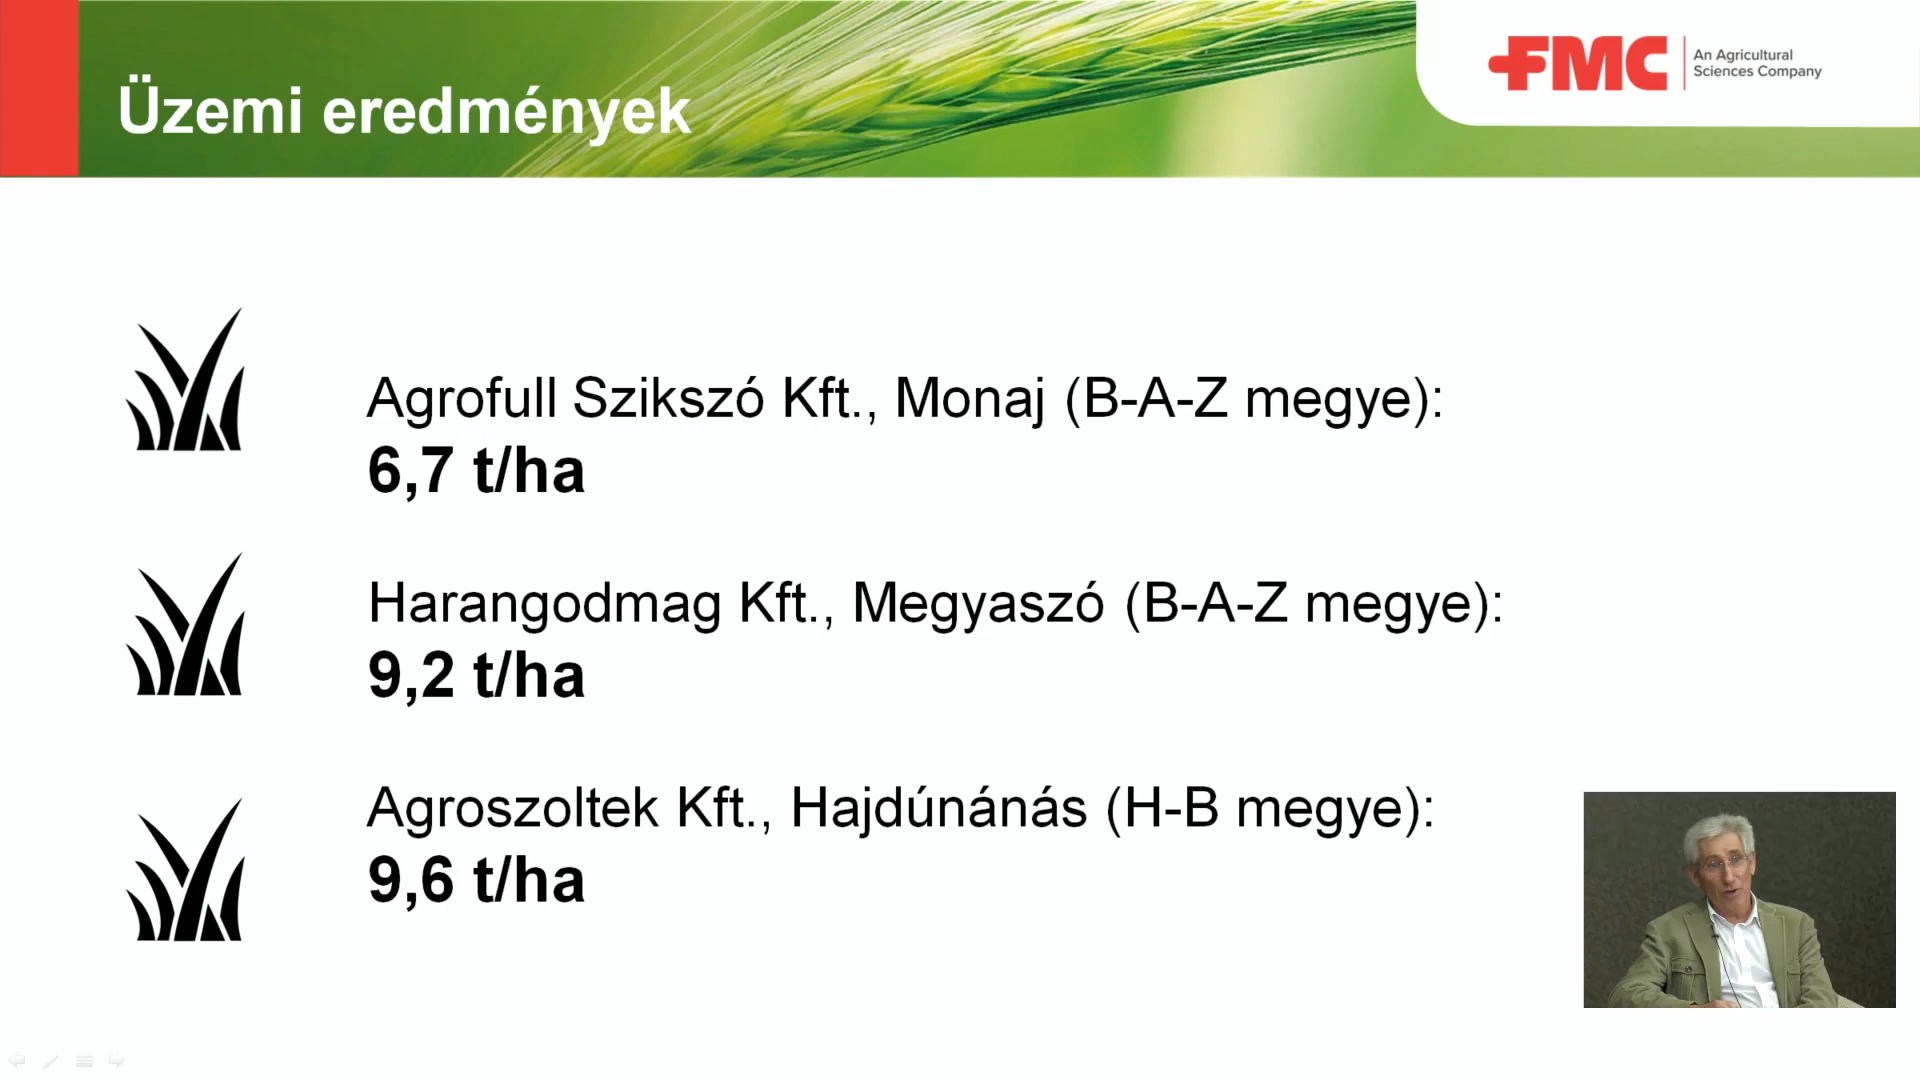 Üzemi eredmények
FMC
An Agricultural
Sciences Company
Agrofull Szikszó Kft., Monaj (B-A-Z megye):
6,7 t/ha
Harangodmag Kft., Megyaszó (B-A-Z megye):
9,2 t/ha
Agroszoltek Kft., Hajdúnánás (H-B megye):
9,6 t/ha